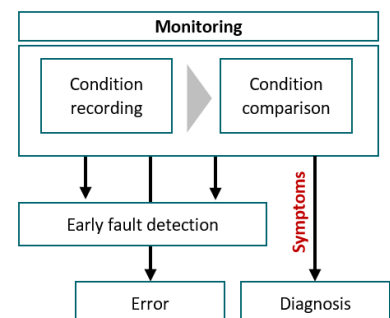 Monitoring
Condition
recording
Condition
comparison
Symptoms
Early fault detection
Error
Diagnosis